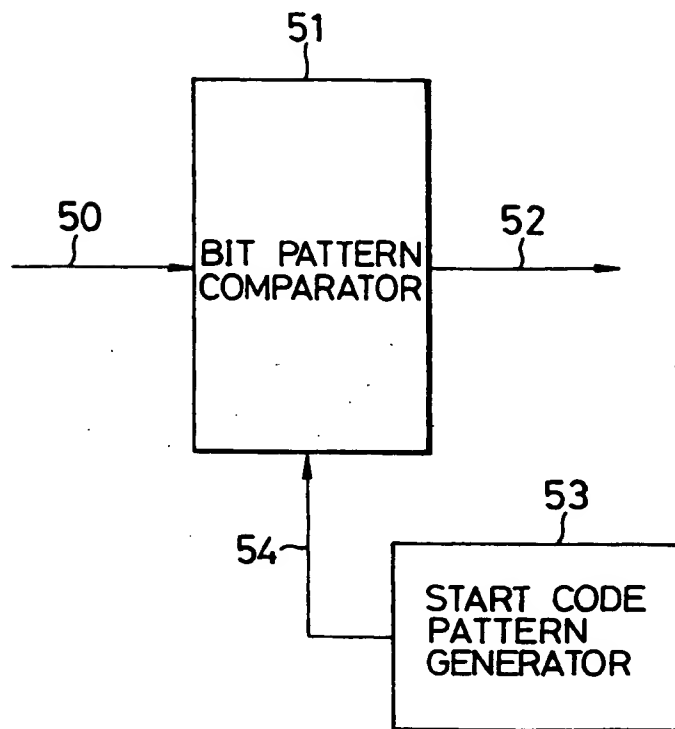 51
50
52
BIT PATTERN
COMPARATOR
53
54
START CODE
PATTERN
GENERATOR